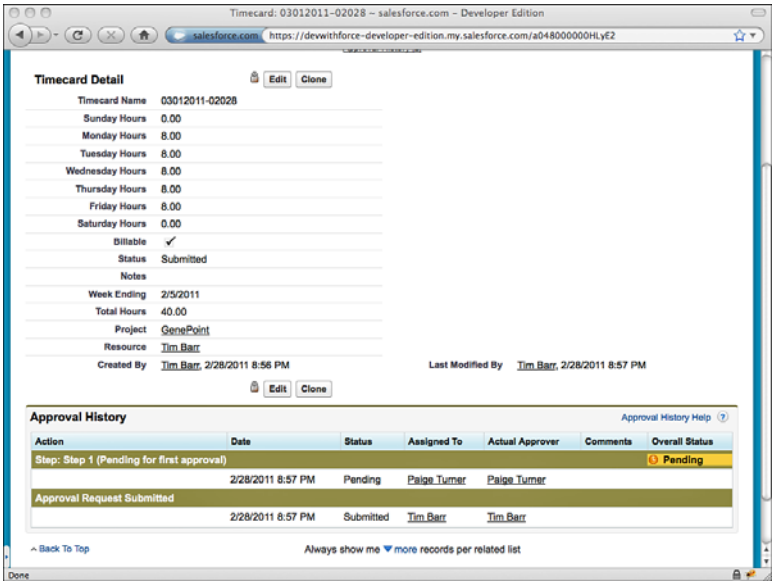 Timecard: 03012011-02028 ~ salesforce.com - Developer Edition
salesforce.com https://devwithforce-developer-edition.my.salesforce.com/a048000000HLyE2
Timecard Detail Edit Clone
Timecard Name 03012011-02028
Sunday Hours 0.00
Monday Hours 8.00
Tuesday Hours 8.00
Wednesday Hours 8.00
Thursday Hours 8.00
Friday Hours 8.00
Saturday Hours 0.00
Billable ✓
Status Submitted
Notes
Week Ending 2/5/2011
Total Hours 40.00
Project GenePoint
Resource Tim Barr
Created By Tim Barr, 2/28/2011 8:56 PM Last Modified By Tim Barr, 2/28/2011 8:57 PM
Edit Clone
Approval History Approval History Help ?
Action Date Status Assigned To Actual Approver Comments Overall Status
Step: Step 1 (Pending for first approval) Pending
2/28/2011 8:57 PM Pending Paige Turner Paige Turner
Approval Request Submitted
2/28/2011 8:57 PM Submitted Tim Barr Tim Barr
Back To Top Always show me more records per related list
Done